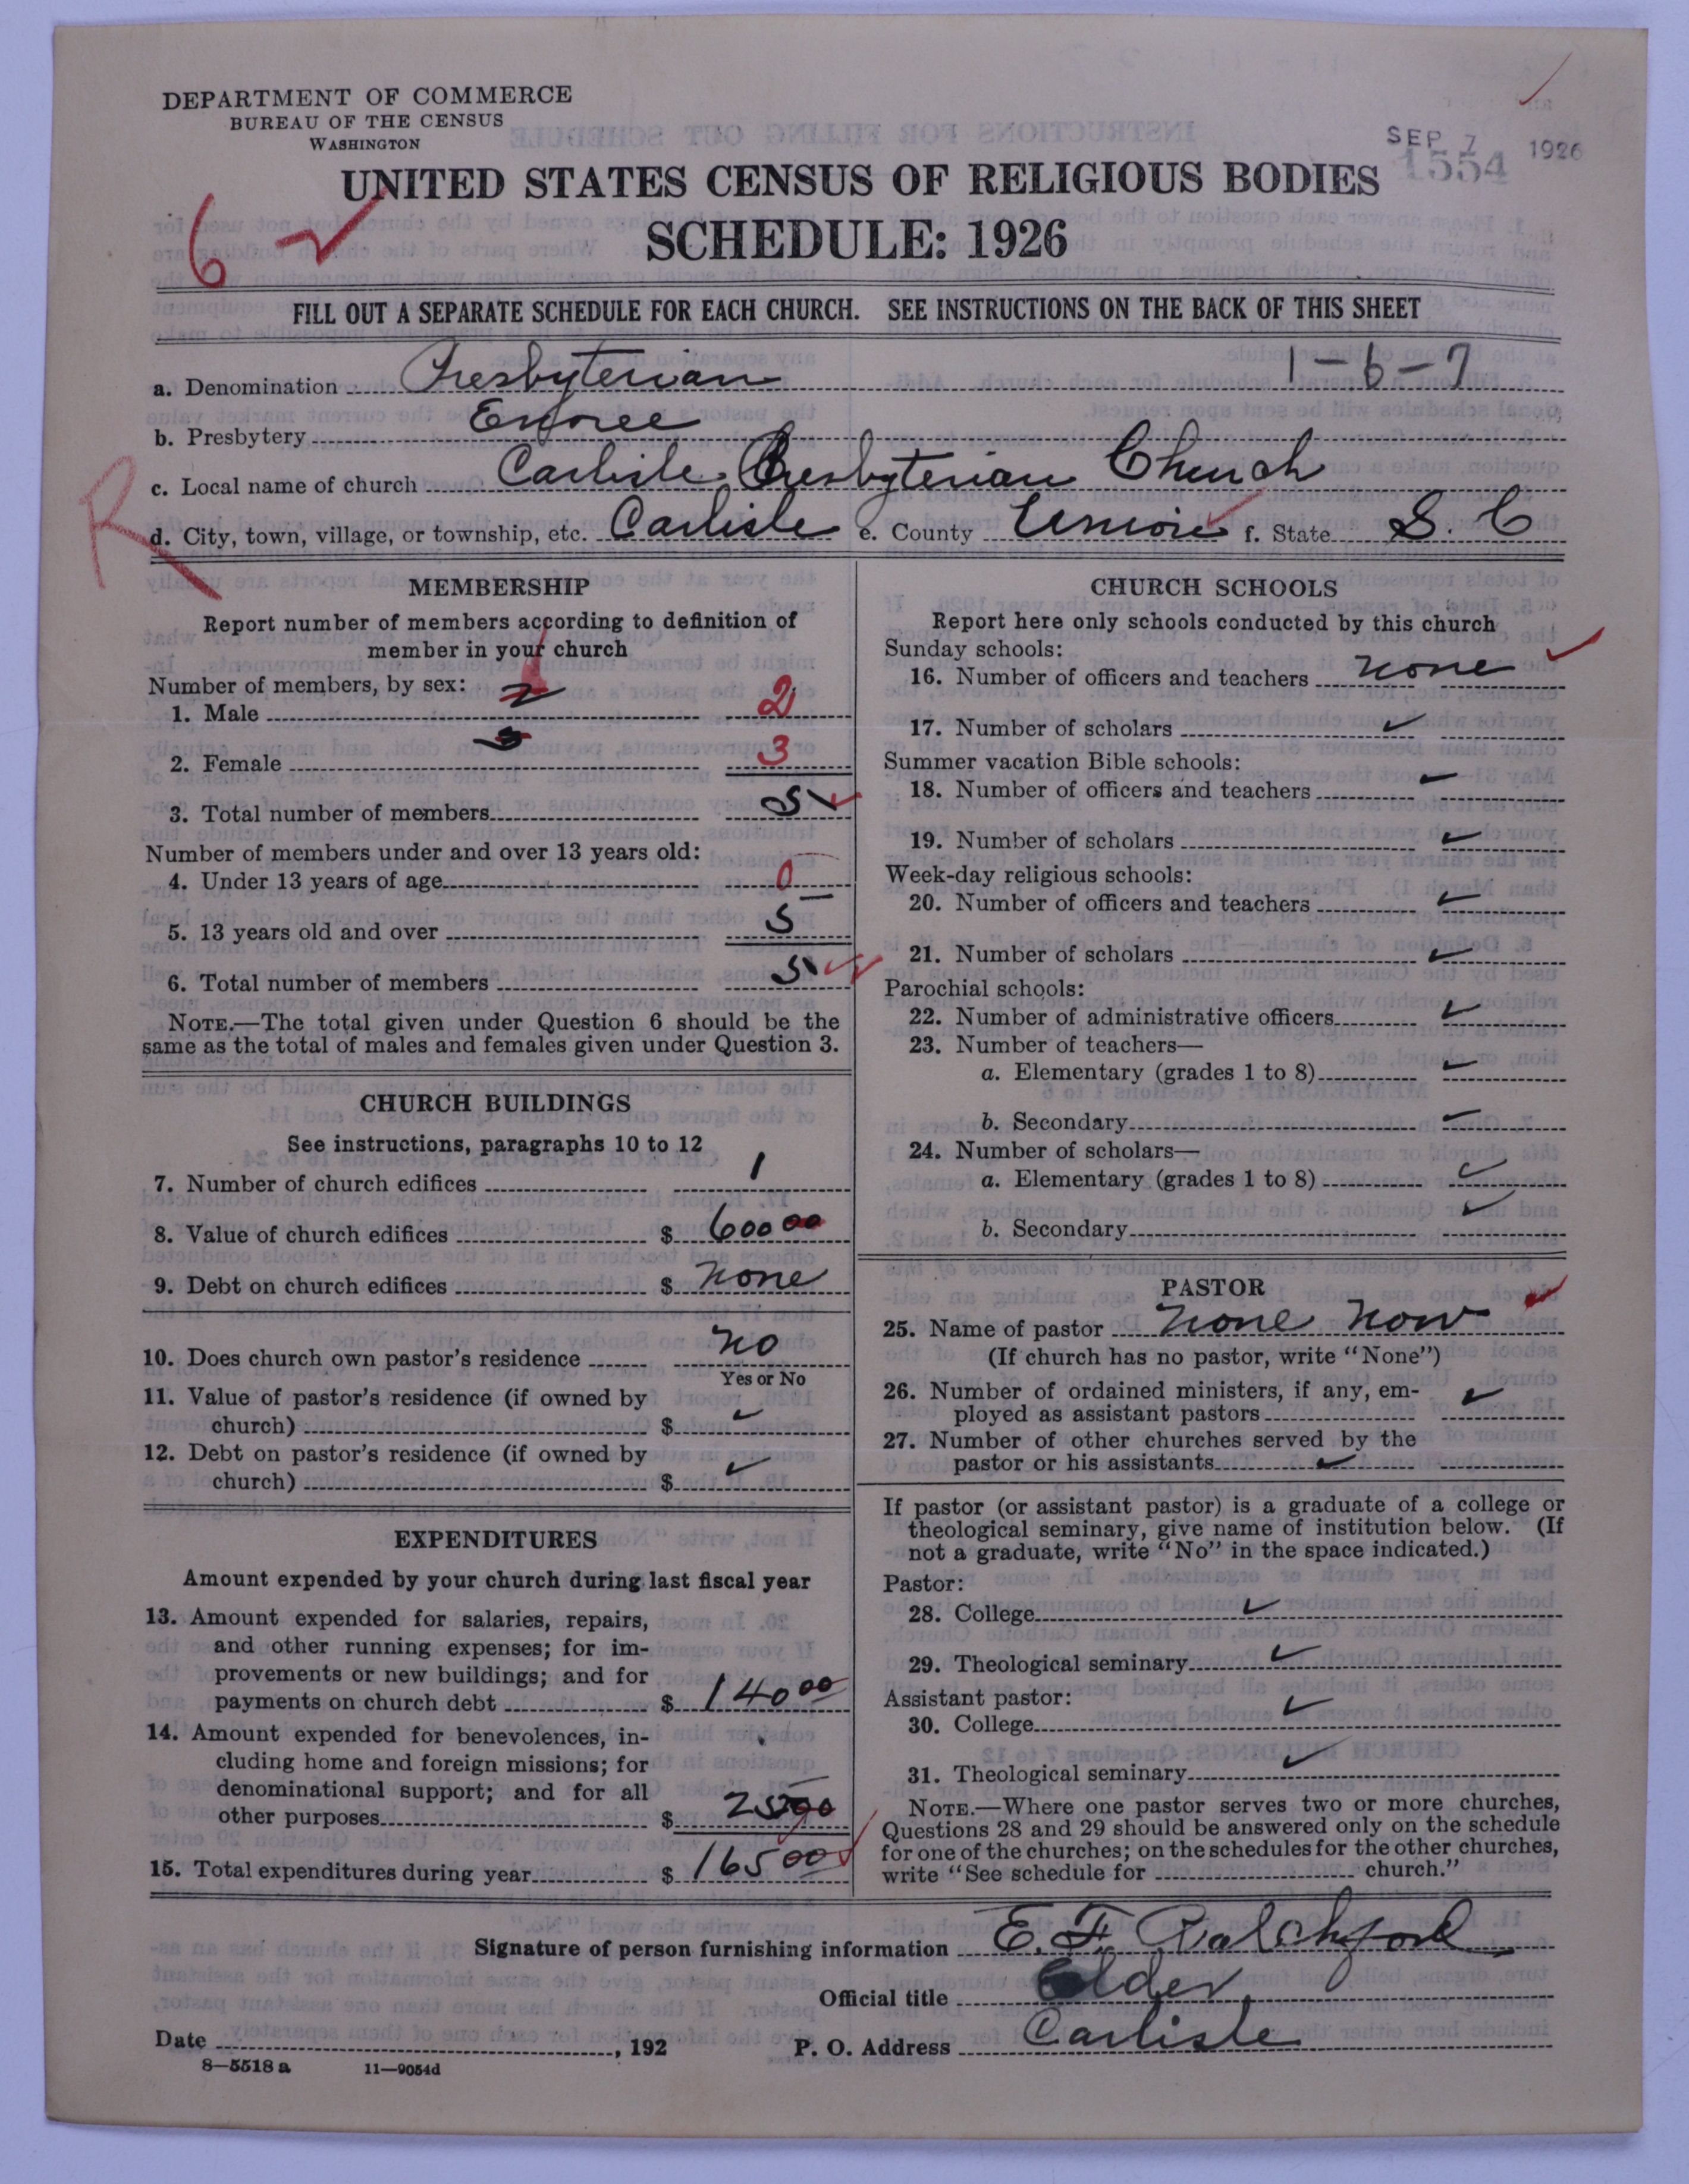 DEPARTMENT OF COMMERCE
BUREAU OF THE CENSUS
WASHINGTON
SEP 7 1926
1554
UNITED STATES CENSUS OF RELIGIOUS BODIES
SCHEDULE: 1926
6
FILL OUT A SEPARATE SCHEDULE FOR EACH CHURCH. SEE INSTRUCTIONS ON THE BACK OF THIS SHEET
1-6-7
a. Denomination Presbyterian
b. Presbytery Enoree
c. Local name of church Carlisle Presbyterian Church
R
d. City, town, village, or township, etc. Carlisle e. County Union f. State S. C
MEMBERSHIP
Report number of members according to definition of
member in your church
Number of members, by sex:
1. Male 2 2
2. Female 3 3
3. Total number of members 5
Number of members under and over 13 years old:
4. Under 13 years of age 0
5. 13 years old and over 5
6. Total number of members 5
NOTE.—The total given under Question 6 should be the
same as the total of males and females given under Question 3.
CHURCH BUILDINGS
See instructions, paragraphs 10 to 12
7. Number of church edifices 1
8. Value of church edifices $ 600 00
9. Debt on church edifices $ none
10. Does church own pastor's residence no
Yes or No
11. Value of pastor's residence (if owned by
church) $ ✓
12. Debt on pastor's residence (if owned by
church) $ ✓
EXPENDITURES
Amount expended by your church during last fiscal year
13. Amount expended for salaries, repairs,
and other running expenses; for im-
provements or new buildings; and for
payments on church debt $ 140 00
14. Amount expended for benevolences, in-
cluding home and foreign missions; for
denominational support; and for all
other purposes $ 25 00
15. Total expenditures during year $ 165 00
CHURCH SCHOOLS
Report here only schools conducted by this church
Sunday schools:
16. Number of officers and teachers none
17. Number of scholars ✓
Summer vacation Bible schools:
18. Number of officers and teachers ✓
19. Number of scholars ✓
Week-day religious schools:
20. Number of officers and teachers ✓
21. Number of scholars ✓
Parochial schools:
22. Number of administrative officers ✓
23. Number of teachers—
a. Elementary (grades 1 to 8) ✓
b. Secondary ✓
24. Number of scholars—
a. Elementary (grades 1 to 8) ✓
b. Secondary ✓
PASTOR
25. Name of pastor none now
(If church has no pastor, write "None")
26. Number of ordained ministers, if any, em-
ployed as assistant pastors ✓
27. Number of other churches served by the
pastor or his assistants ✓
If pastor (or assistant pastor) is a graduate of a college or
theological seminary, give name of institution below. (If
not a graduate, write "No" in the space indicated.)
Pastor:
28. College ✓
29. Theological seminary ✓
Assistant pastor:
30. College ✓
31. Theological seminary ✓
NOTE.—Where one pastor serves two or more churches,
Questions 28 and 29 should be answered only on the schedule
for one of the churches; on the schedules for the other churches,
write "See schedule for church."
Signature of person furnishing information E. F. Ratchford
Official title Elder
Date , 192 P. O. Address Carlisle
8—5518 a 11—9054d